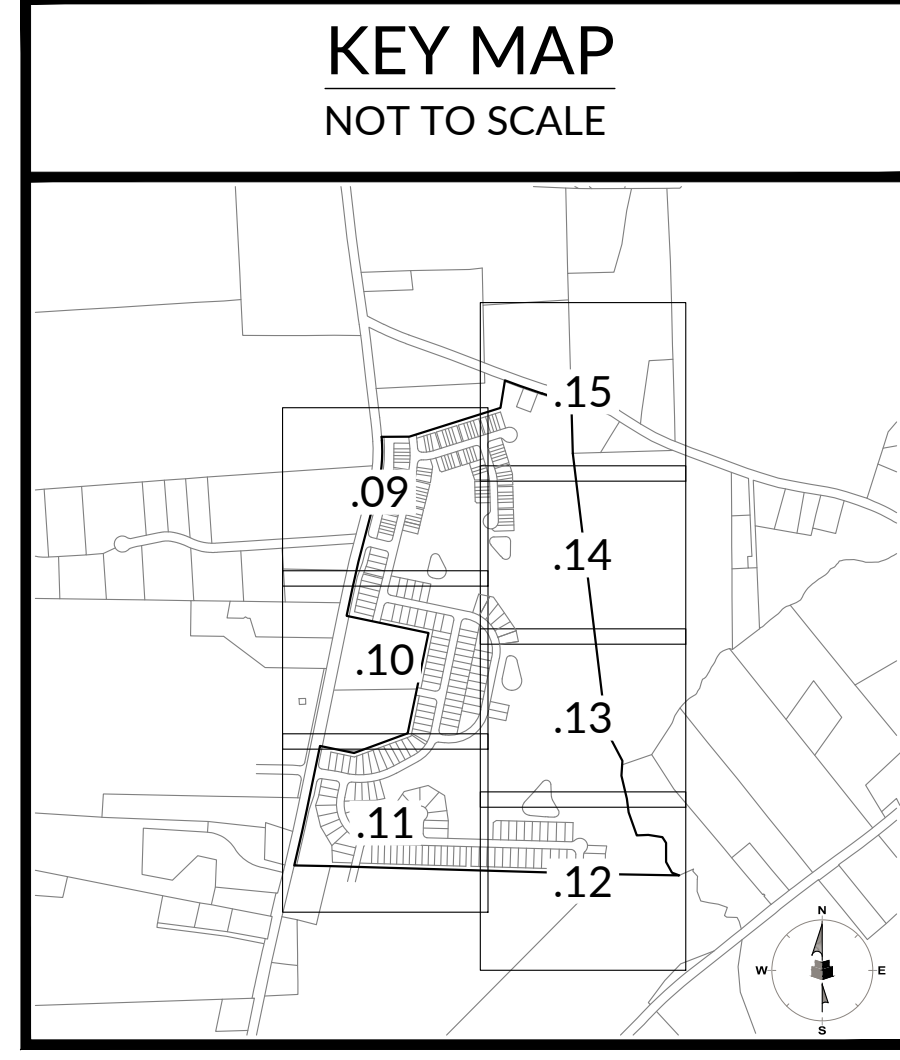 KEY MAP
NOT TO SCALE
.15
.09
.14
.10
.13
.11
.12
N
W E
S